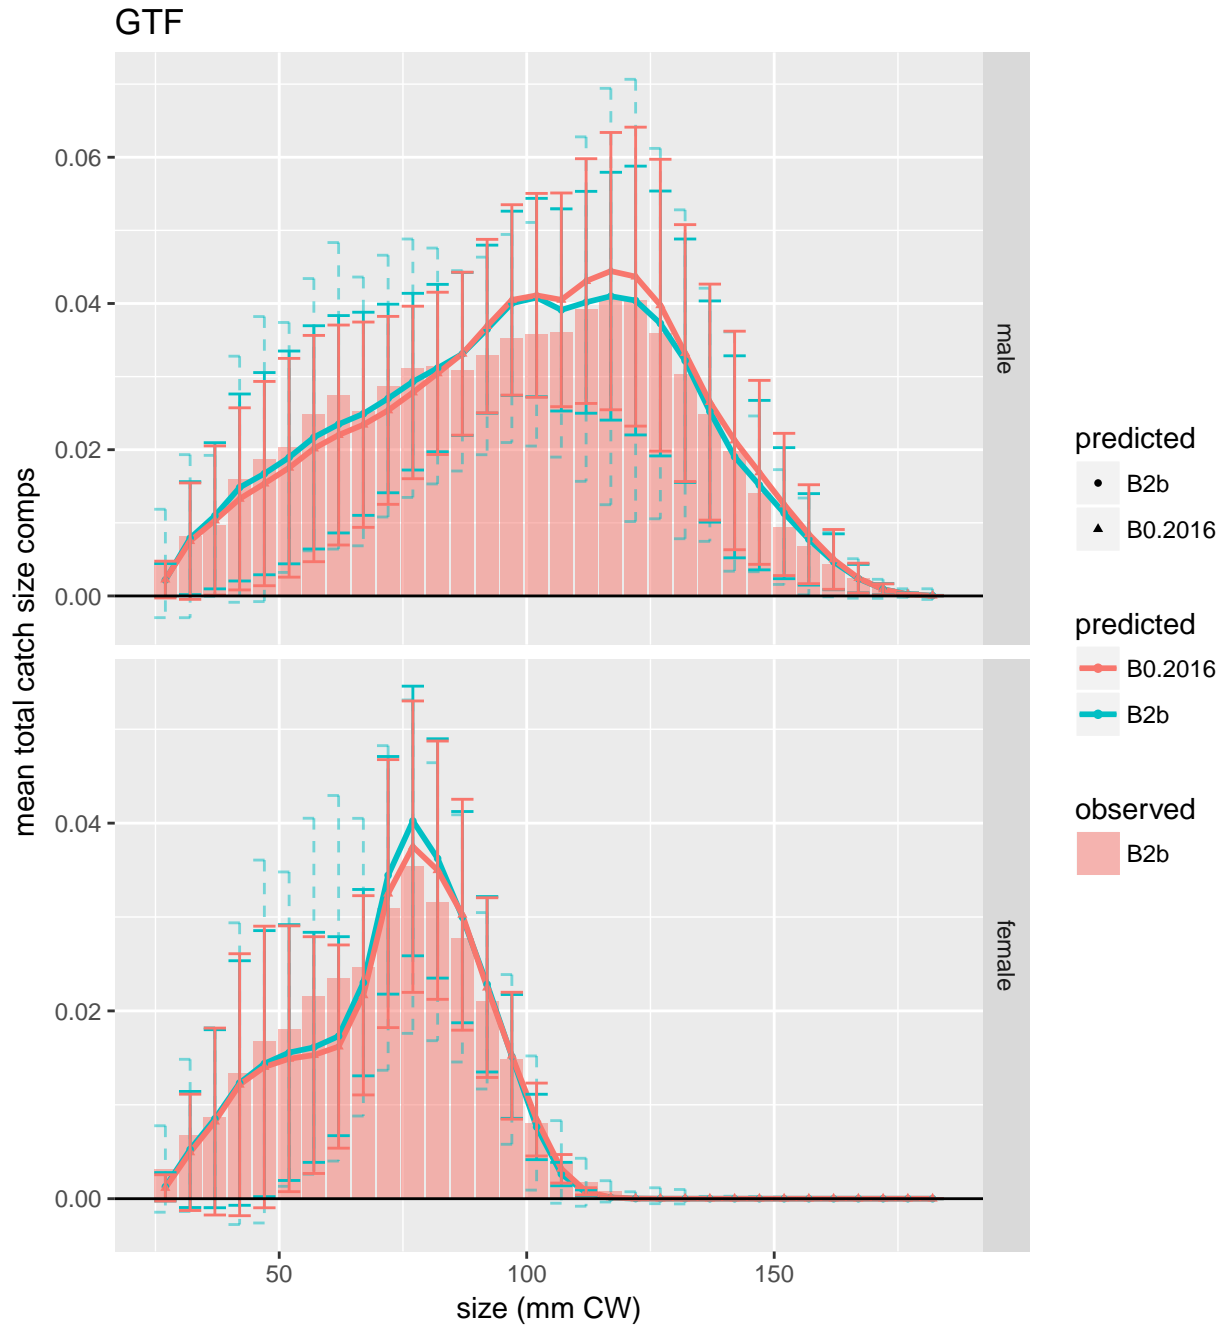 GTF
0.06
0.04
0.02
0.00
male
0.04
0.02
0.00
female
50
100
150
size (mm CW)
mean total catch size comps
predicted
B2b
B0.2016
predicted
B0.2016
B2b
observed
B2b